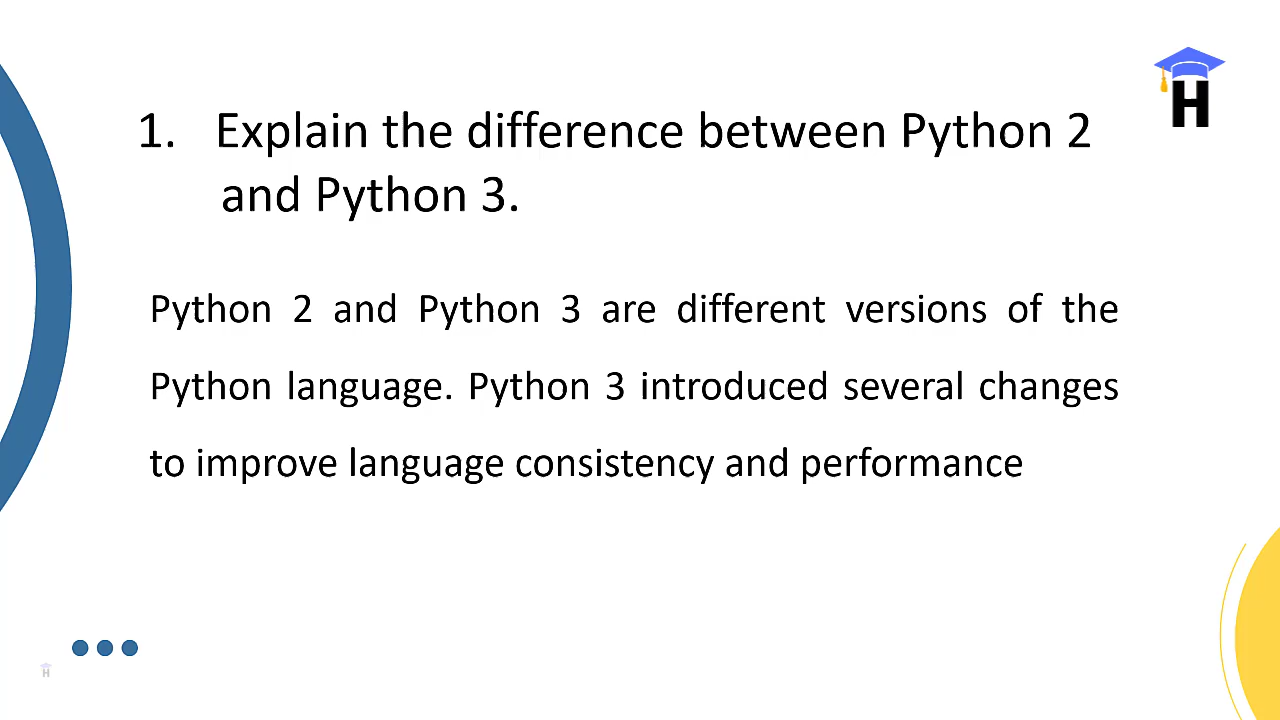 H
1. Explain the difference between Python 2
and Python 3.
Python 2 and Python 3 are different versions of the
Python language. Python 3 introduced several changes
to improve language consistency and performance
H